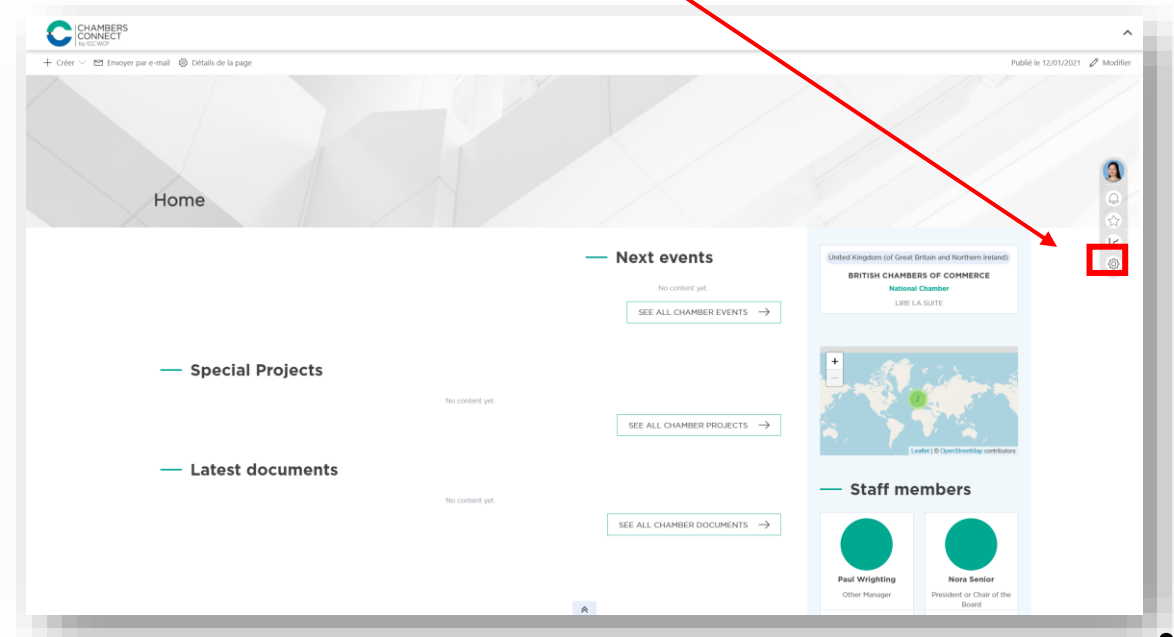 CHAMBERS
CONNECT
by ICC WCF
Créer
Envoyer par e-mail
Détails de la page
Publié le 12/01/2021
Modifier
Home
Next events
No content yet.
SEE ALL CHAMBER EVENTS
Special Projects
No content yet.
SEE ALL CHAMBER PROJECTS
Latest documents
No content yet.
SEE ALL CHAMBER DOCUMENTS
United Kingdom (of Great Britain and Northern Ireland)
BRITISH CHAMBERS OF COMMERCE
National Chamber
LIRE LA SUITE
+
−
2
Leaflet | © OpenStreetMap contributors
Staff members
Paul Wrighting
Other Manager
Nora Senior
President or Chair of the
Board